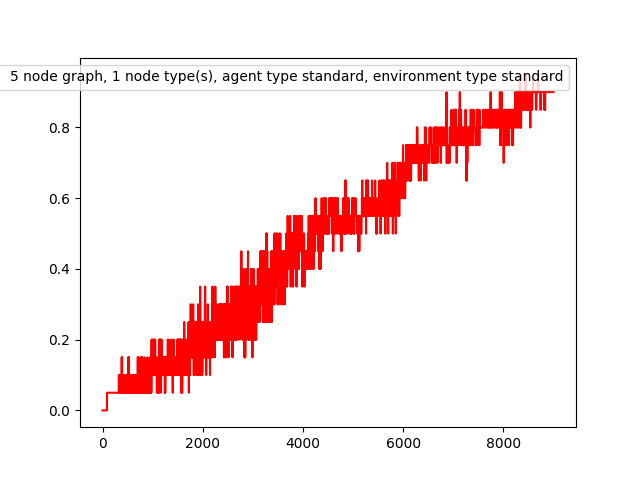 5 node graph, 1 node type(s), agent type standard, environment type standard
0.8
0.6
0.4
0.2
0.0
0 2000 4000 6000 8000